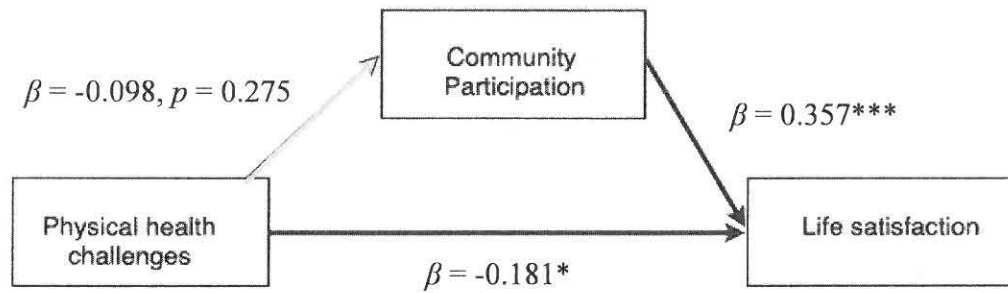 Community
Participation
β = -0.098, p = 0.275
β = 0.357***
Physical health
challenges
Life satisfaction
β = -0.181*